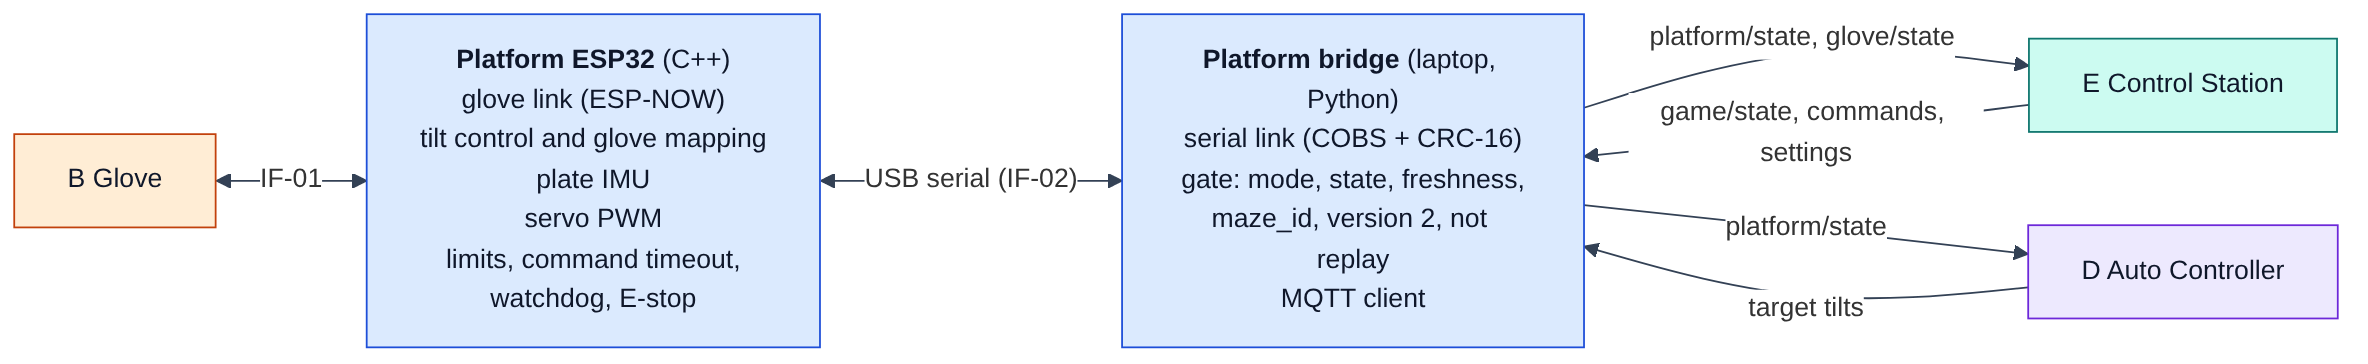 B Glove
IF-01
Platform ESP32 (C++)
glove link (ESP-NOW)
tilt control and glove mapping
plate IMU
servo PWM
limits, command timeout,
watchdog, E-stop
USB serial (IF-02)
Platform bridge (laptop,
Python)
serial link (COBS + CRC-16)
gate: mode, state, freshness,
maze_id, version 2, not
replay
MQTT client
platform/state, glove/state
game/state, commands,
settings
platform/state
target tilts
E Control Station
D Auto Controller